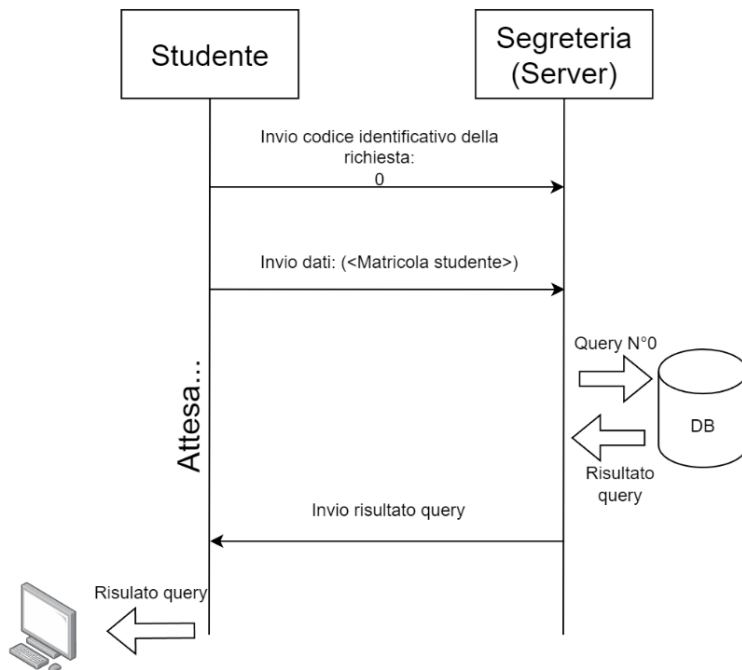 Studente
Segreteria
(Server)
Invio codice identificativo della
richiesta:
0
Invio dati: (<Matricola studente>)
Query N°0
Attesa...
DB
Risultato
query
Invio risultato query
Risulato query